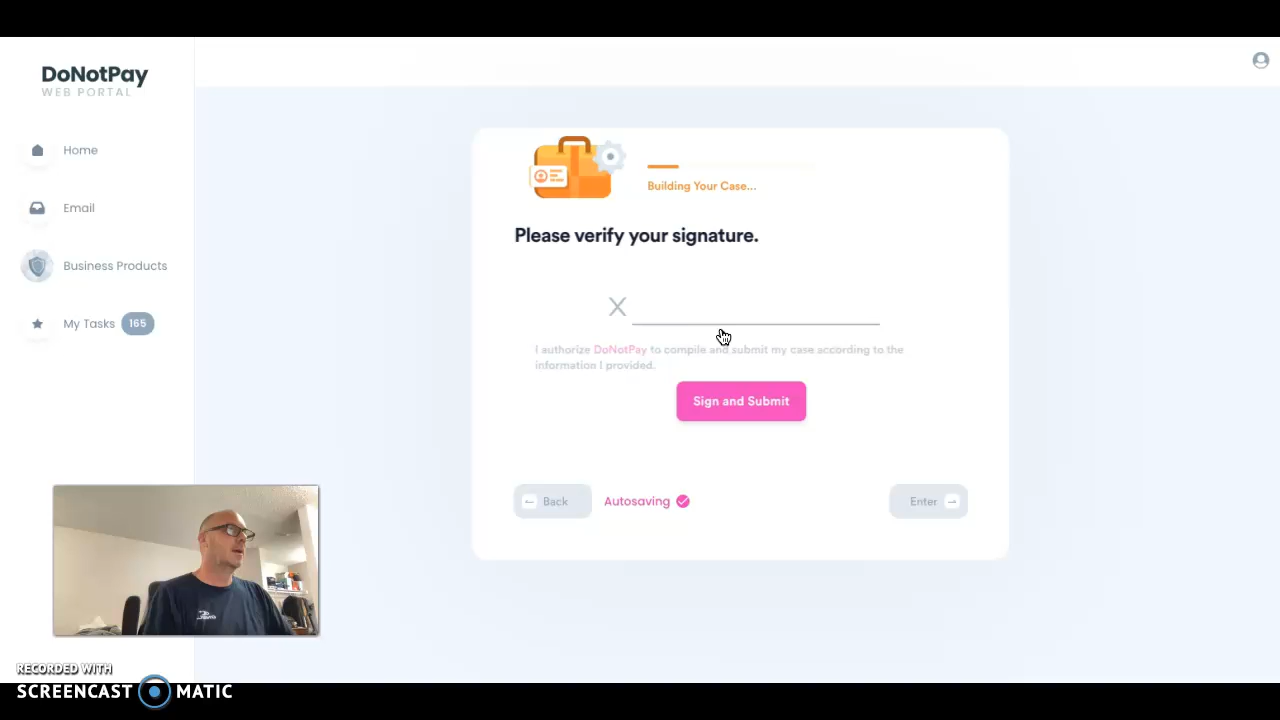 DoNotPay
WEB PORTAL
Home
Email
Business Products
My Tasks 165
Building Your Case...
Please verify your signature.
X
I authorize DoNotPay to compile and submit my case according to the
information I provided.
Sign and Submit
← Back
Autosaving
Enter →
RECORDED WITH
SCREENCAST MATIC